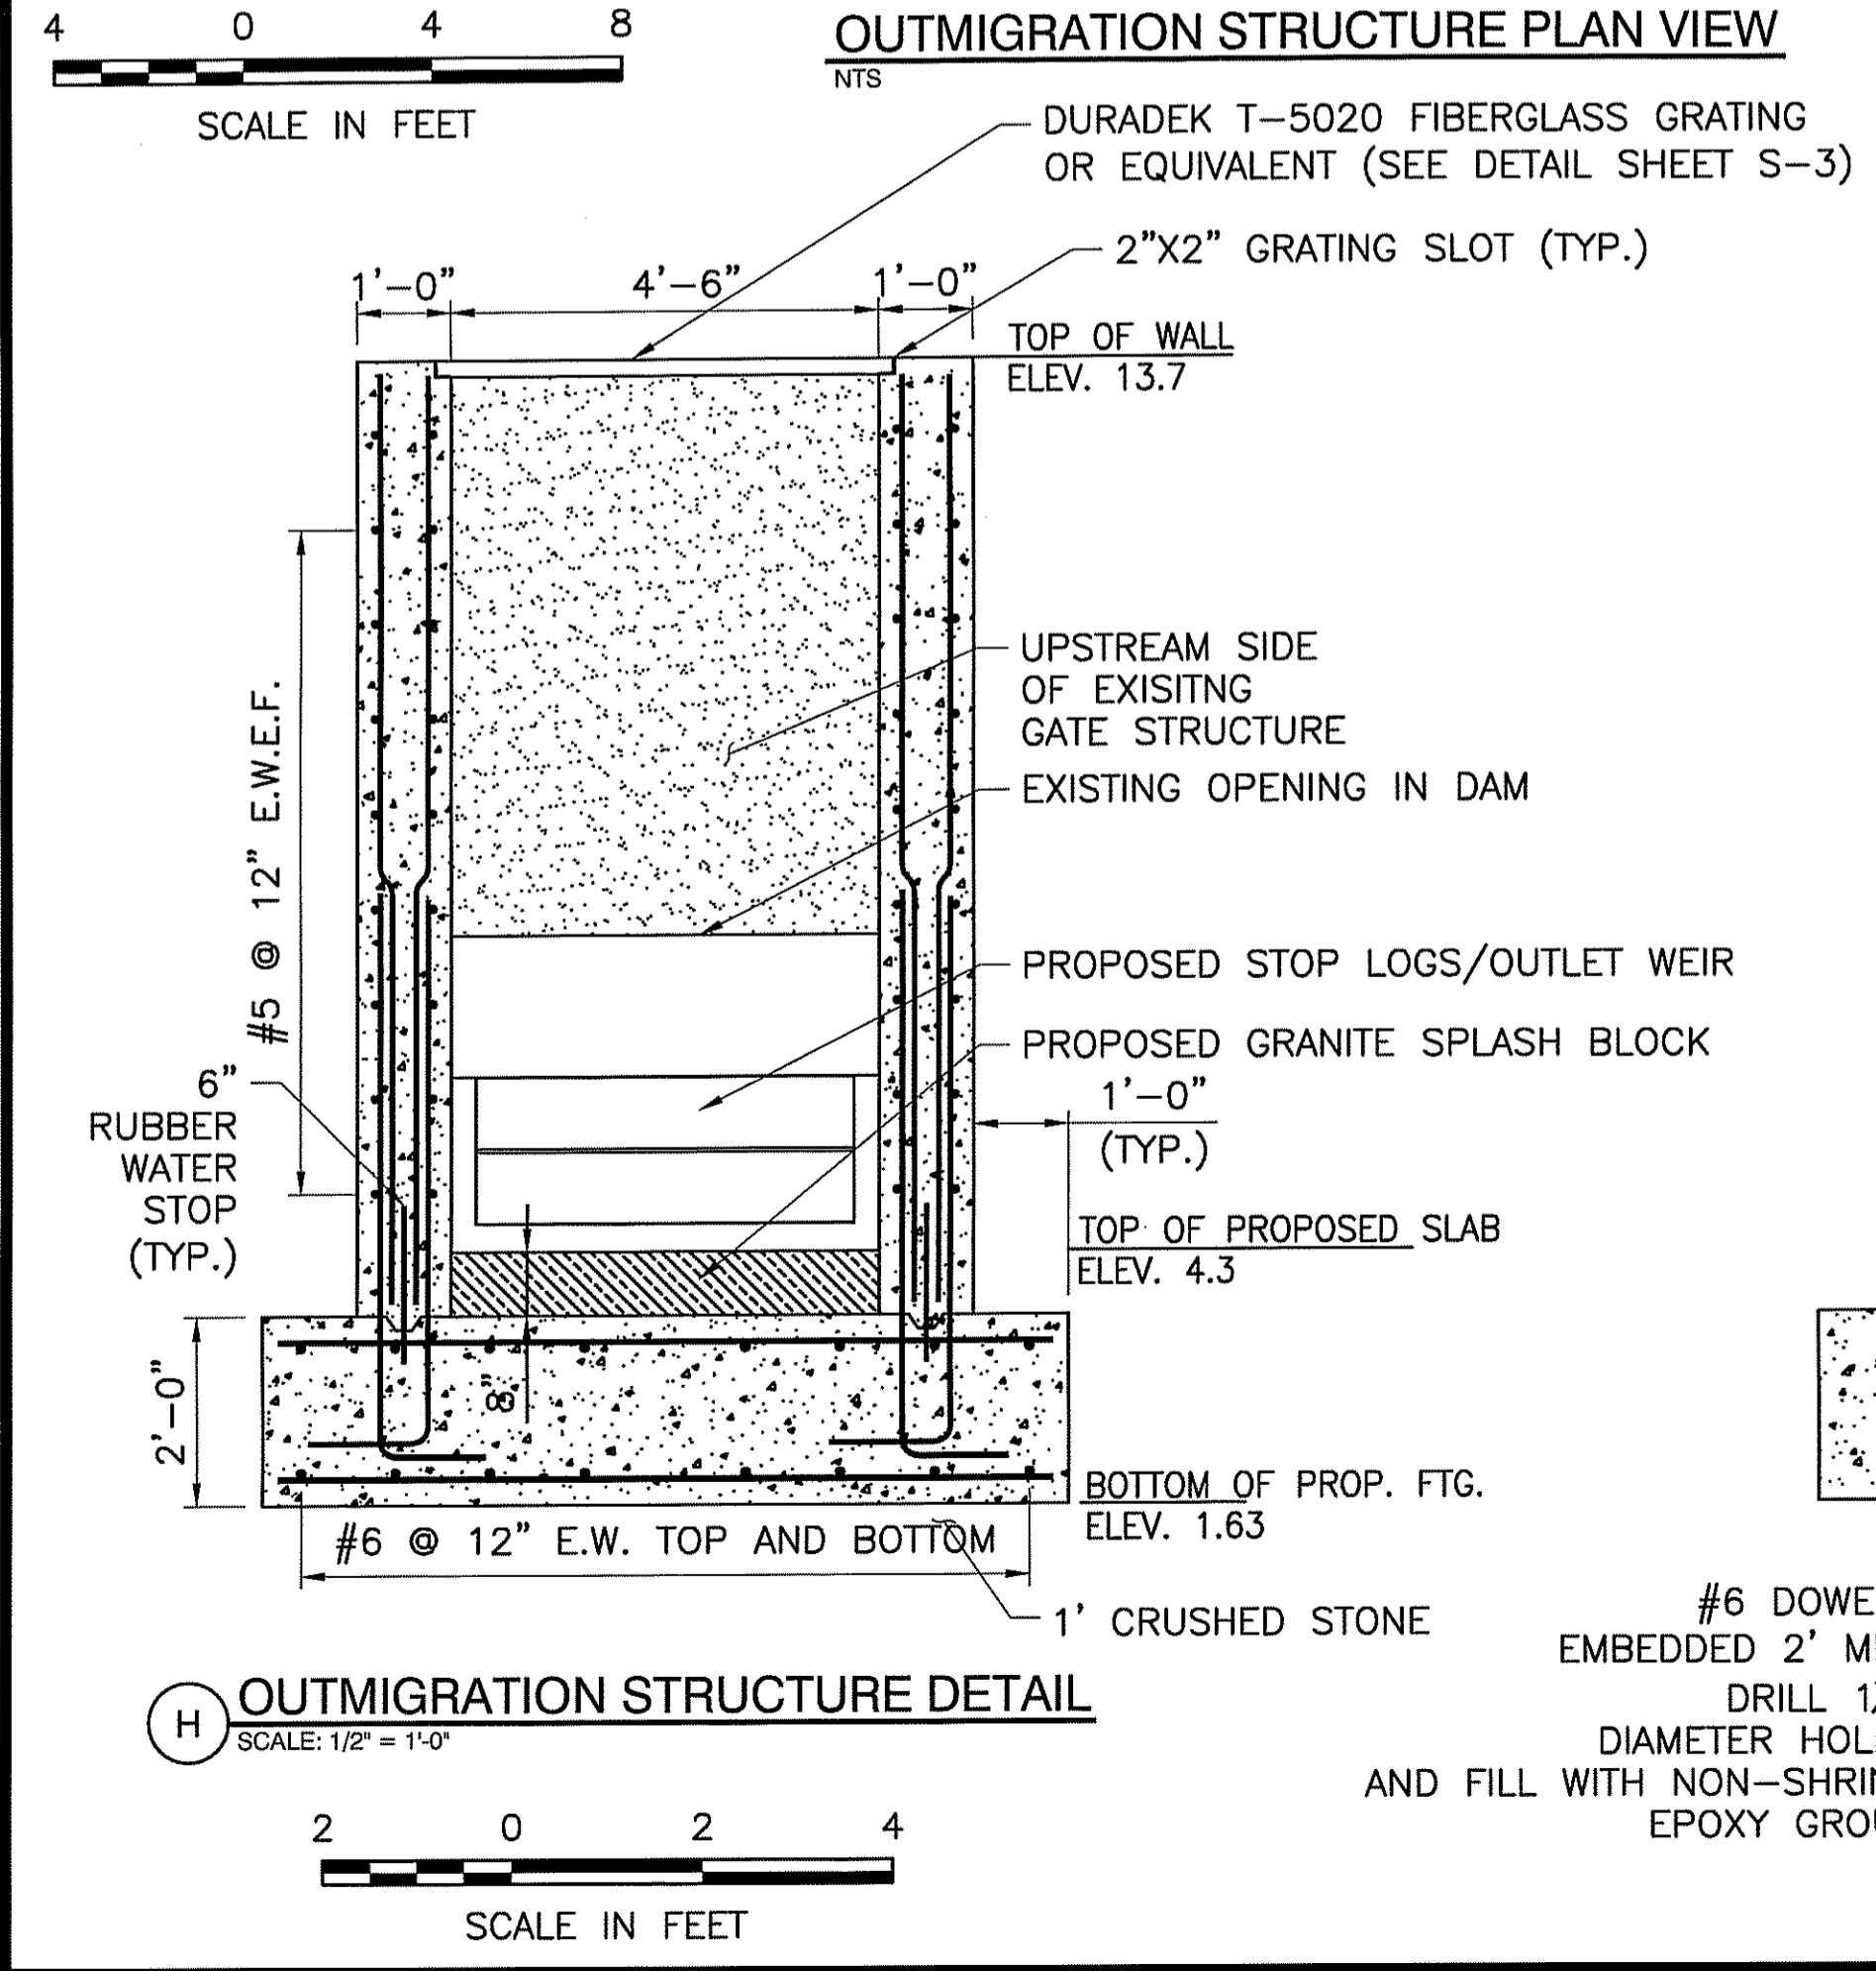 4 0 4 8
SCALE IN FEET
OUTMIGRATION STRUCTURE PLAN VIEW
NTS
DURADEK T-5020 FIBERGLASS GRATING
OR EQUIVALENT (SEE DETAIL SHEET S-3)
2"X2" GRATING SLOT (TYP.)
1'-0" 4'-6" 1'-0"
TOP OF WALL
ELEV. 13.7
UPSTREAM SIDE
OF EXISITNG
GATE STRUCTURE
EXISTING OPENING IN DAM
#5 @ 12" E.W.E.F.
PROPOSED STOP LOGS/OUTLET WEIR
PROPOSED GRANITE SPLASH BLOCK
6"
RUBBER
WATER
STOP
(TYP.)
1'-0"
(TYP.)
TOP OF PROPOSED SLAB
ELEV. 4.3
2'-0"
8"
BOTTOM OF PROP. FTG.
ELEV. 1.63
#6 @ 12" E.W. TOP AND BOTTOM
1' CRUSHED STONE
#6
EMBEDDED 2'
DRILL
DIAMETER
AND FILL WITH
EPOXY
H OUTMIGRATION STRUCTURE DETAIL
SCALE: 1/2" = 1'-0"
2 0 2 4
SCALE IN FEET